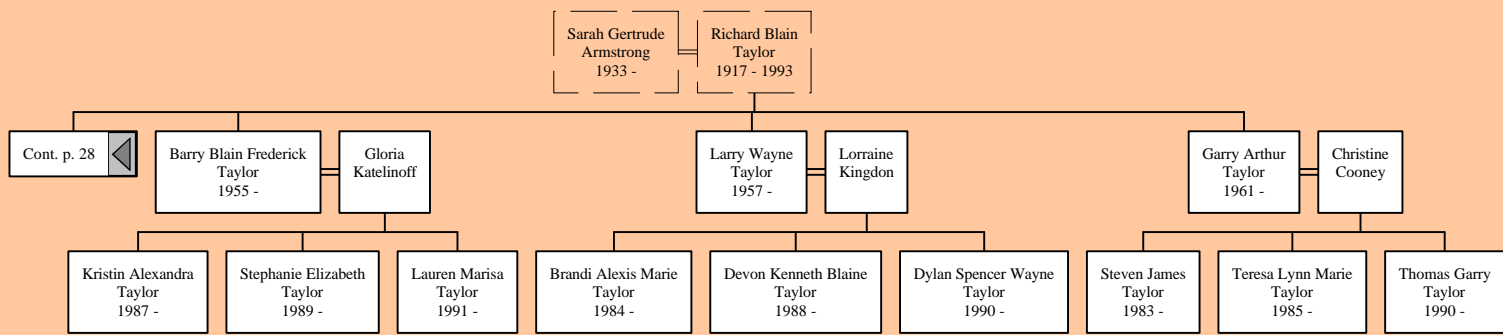 Sarah Gertrude
Armstrong
1933 -
Richard Blain
Taylor
1917 - 1993
Cont. p. 28
Barry Blain Frederick
Taylor
1955 -
Gloria
Katelinoff
Larry Wayne
Taylor
1957 -
Lorraine
Kingdon
Garry Arthur
Taylor
1961 -
Christine
Cooney
Kristin Alexandra
Taylor
1987 -
Stephanie Elizabeth
Taylor
1989 -
Lauren Marisa
Taylor
1991 -
Brandi Alexis Marie
Taylor
1984 -
Devon Kenneth Blaine
Taylor
1988 -
Dylan Spencer Wayne
Taylor
1990 -
Steven James
Taylor
1983 -
Teresa Lynn Marie
Taylor
1985 -
Thomas Garry
Taylor
1990 -